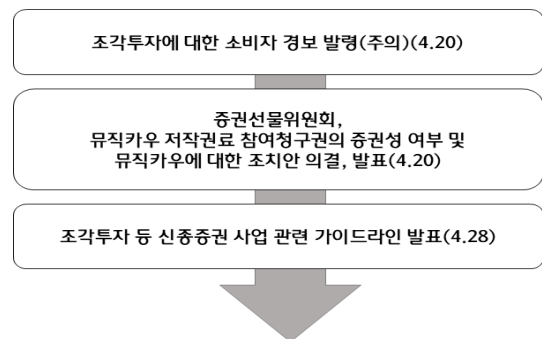 조각투자에 대한 소비자 경보 발령(주의)(4.20)
증권선물위원회,
뮤직카우 저작권료 참여청구권의 증권성 여부 및
뮤직카우에 대한 조치안 의결, 발표(4.20)
조각투자 등 신종증권 사업 관련 가이드라인 발표(4.28)